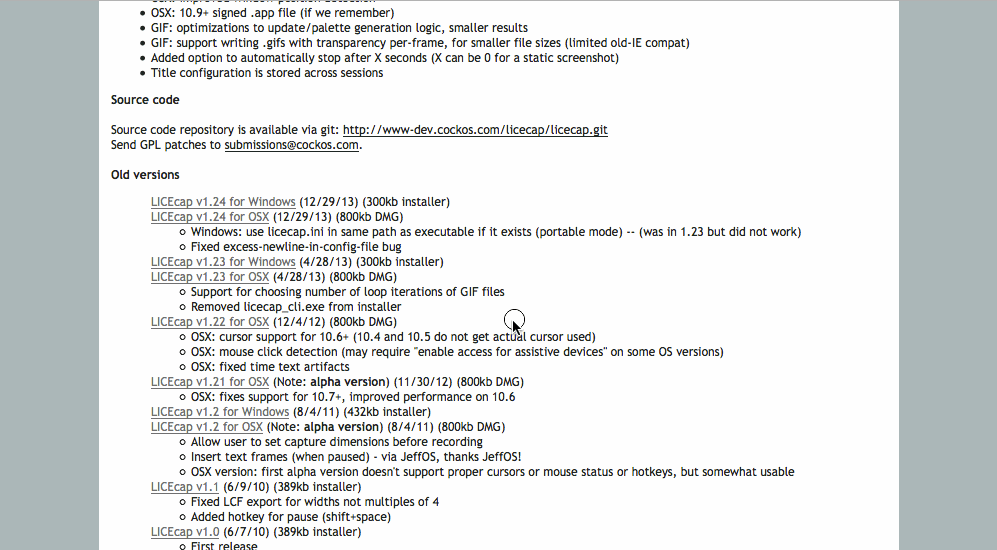 OSX: 10.9+ signed .app file (if we remember)
GIF: optimizations to update/palette generation logic, smaller results
GIF: support writing .gifs with transparency per-frame, for smaller file sizes (limited old-IE compat)
Added option to automatically stop after X seconds (X can be 0 for a static screenshot)
Title configuration is stored across sessions
Source code
Source code repository is available via git: http://www-dev.cockos.com/licecap/licecap.git
Send GPL patches to submissions@cockos.com.
Old versions
LICEcap v1.24 for Windows (12/29/13) (300kb installer)
LICEcap v1.24 for OSX (12/29/13) (800kb DMG)
Windows: use licecap.ini in same path as executable if it exists (portable mode) -- (was in 1.23 but did not work)
Fixed excess-newline-in-config-file bug
LICEcap v1.23 for Windows (4/28/13) (300kb installer)
LICEcap v1.23 for OSX (4/28/13) (800kb DMG)
Support for choosing number of loop iterations of GIF files
Removed licecap_cli.exe from installer
LICEcap v1.22 for OSX (12/4/12) (800kb DMG)
OSX: cursor support for 10.6+ (10.4 and 10.5 do not get actual cursor used)
OSX: mouse click detection (may require "enable access for assistive devices" on some OS versions)
OSX: fixed time text artifacts
LICEcap v1.21 for OSX (Note: alpha version) (11/30/12) (800kb DMG)
OSX: fixes support for 10.7+, improved performance on 10.6
LICEcap v1.2 for Windows (8/4/11) (432kb installer)
LICEcap v1.2 for OSX (Note: alpha version) (8/4/11) (800kb DMG)
Allow user to set capture dimensions before recording
Insert text frames (when paused) - via JeffOS, thanks JeffOS!
OSX version: first alpha version doesn't support proper cursors or mouse status or hotkeys, but somewhat usable
LICEcap v1.1 (6/9/10) (389kb installer)
Fixed LCF export for widths not multiples of 4
Added hotkey for pause (shift+space)
LICEcap v1.0 (6/7/10) (389kb installer)
First release